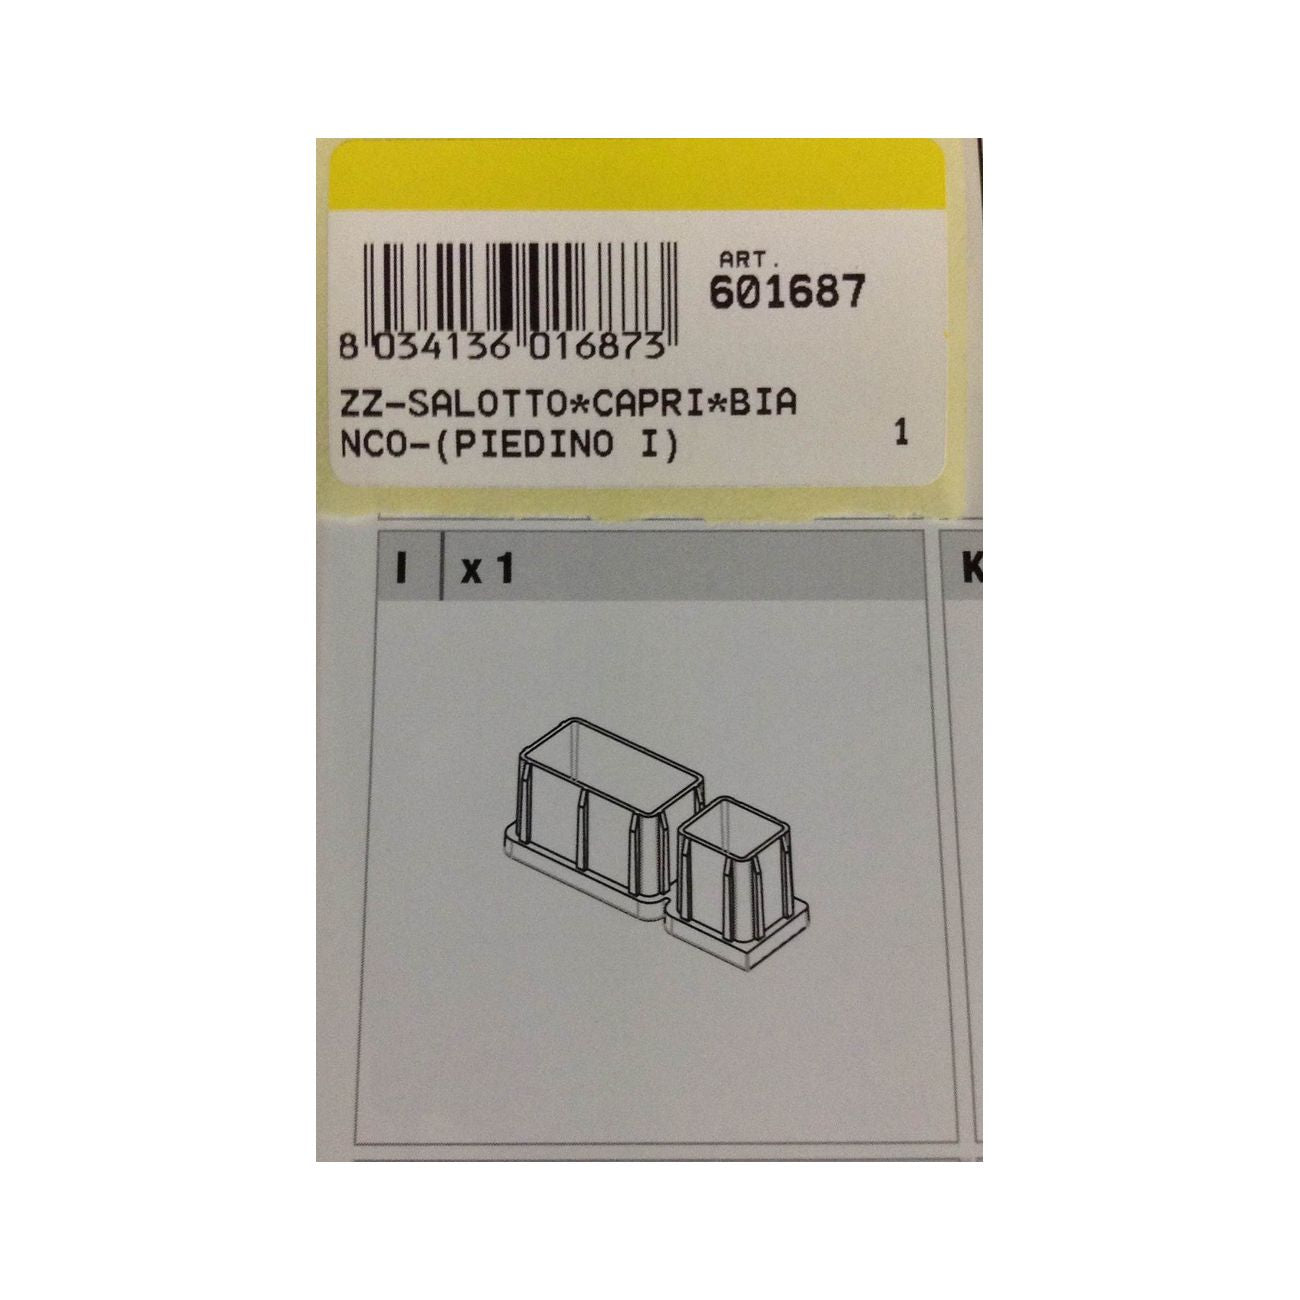 ART.
601687
8 034136 016873
ZZ-SALOTTO*CAPRI*BIA
NCO-(PIEDINO I)
1
I x 1
K